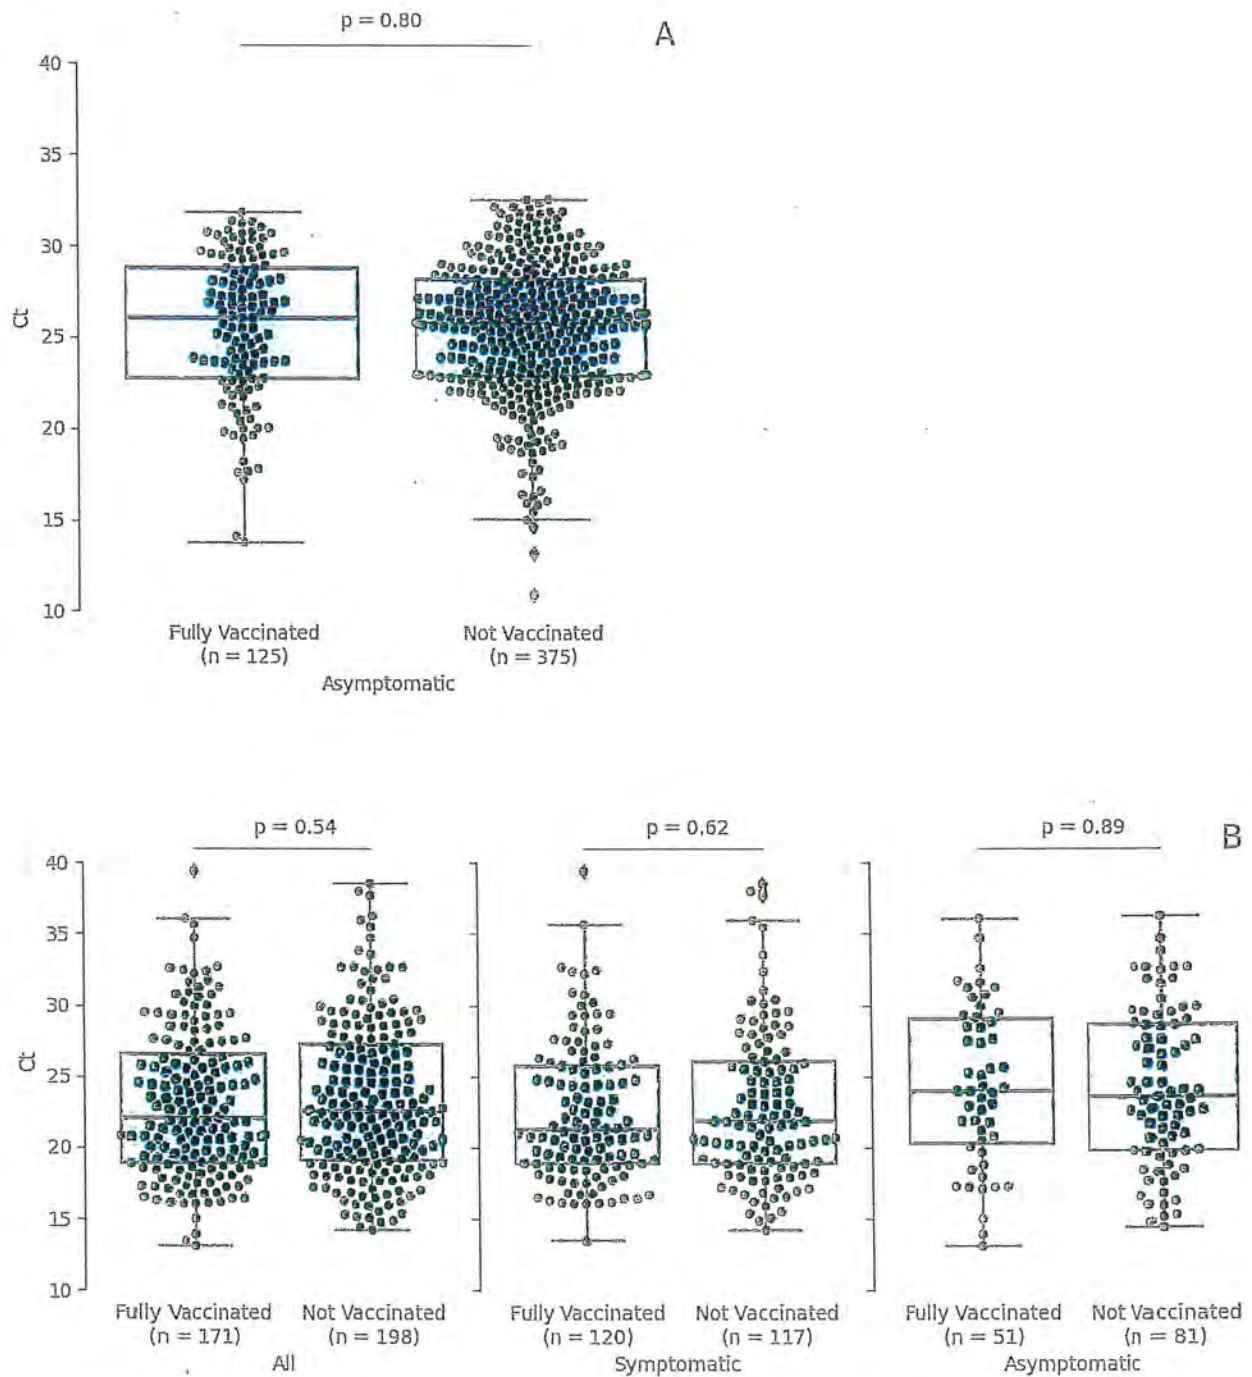 p = 0.80
A
40
35
30
25
20
15
10
Ct
Fully Vaccinated
(n = 125)
Not Vaccinated
(n = 375)
Asymptomatic
p = 0.54
p = 0.62
p = 0.89
B
40
35
30
25
20
15
10
Ct
Fully Vaccinated
(n = 171)
Not Vaccinated
(n = 198)
All
Fully Vaccinated
(n = 120)
Not Vaccinated
(n = 117)
Symptomatic
Fully Vaccinated
(n = 51)
Not Vaccinated
(n = 81)
Asymptomatic